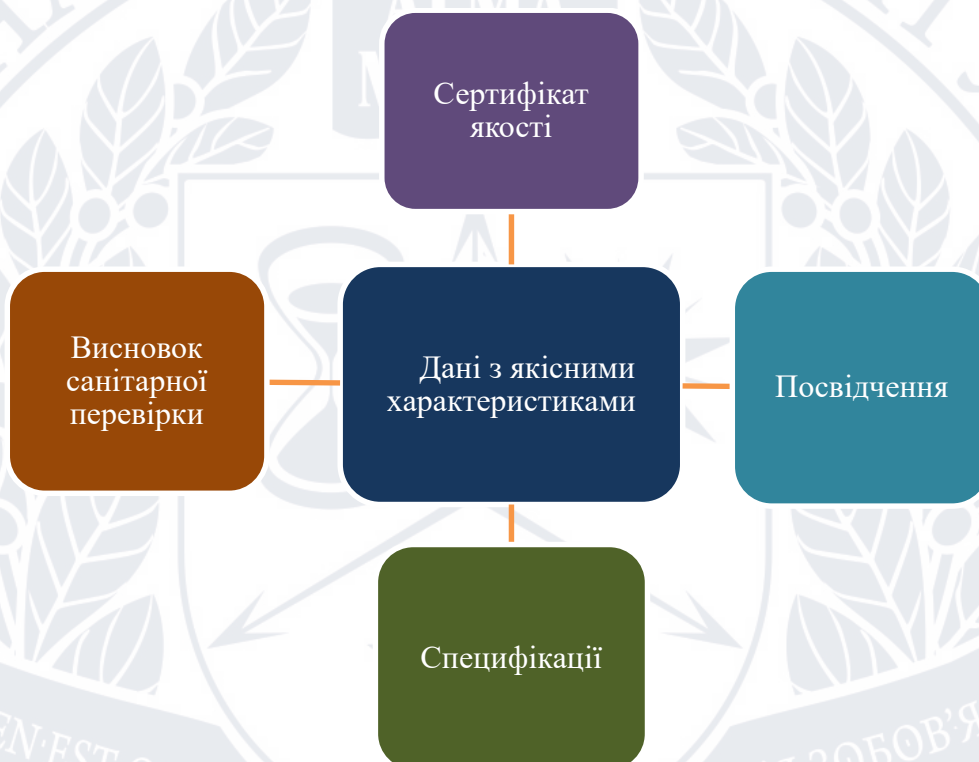 Сертифікат
якості
Висновок
санітарної
перевірки
Дані з якісними
характеристиками
Посвідчення
Специфікації